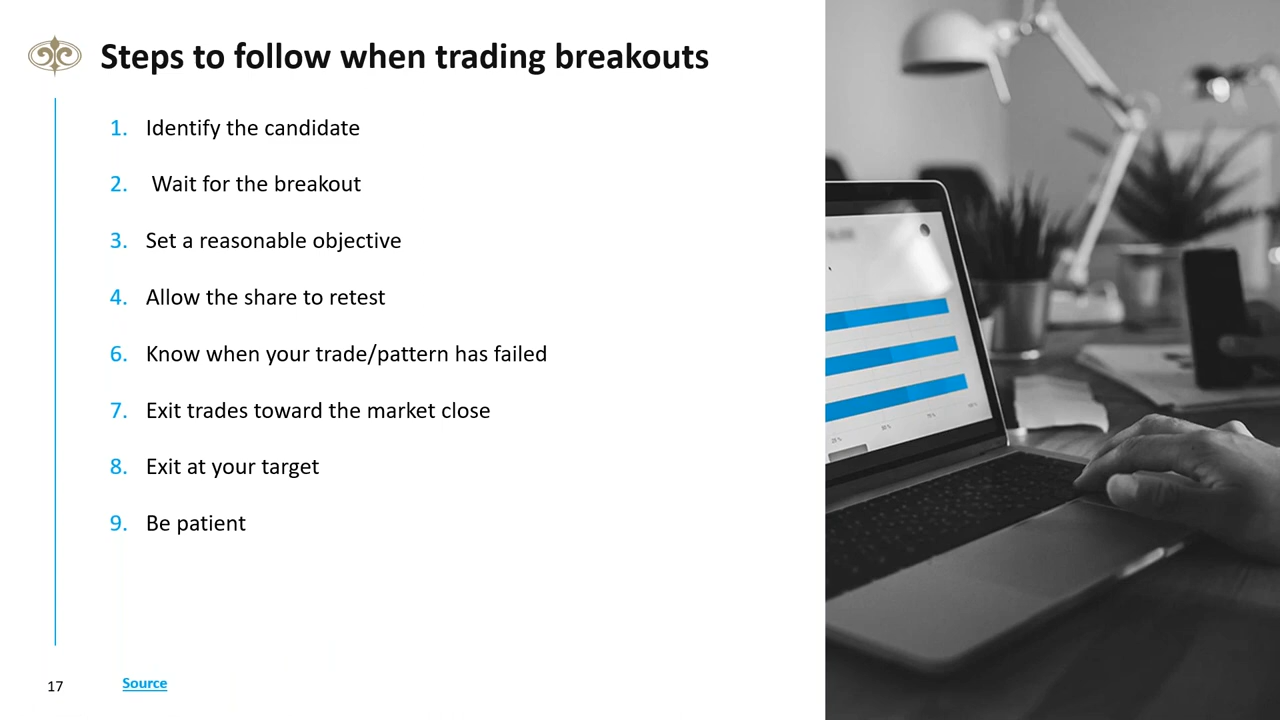 Steps to follow when trading breakouts
1. Identify the candidate
2. Wait for the breakout
3. Set a reasonable objective
4. Allow the share to retest
6. Know when your trade/pattern has failed
7. Exit trades toward the market close
8. Exit at your target
9. Be patient
17
Source